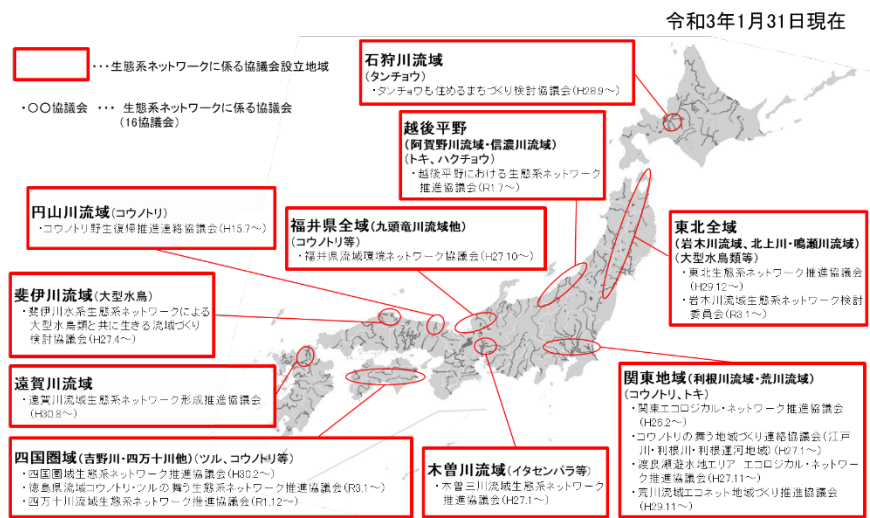 令和3年1月31日現在
・・・生態系ネットワークに係る協議会設立地域
・〇〇協議会 ・・・ 生態系ネットワークに係る協議会
(16協議会)
石狩川流域
(タンチョウ)
・タンチョウも住めるまちづくり検討協議会(H28.9~)
越後平野
(阿賀野川流域・信濃川流域)
(トキ、ハクチョウ)
・越後平野における生態系ネットワーク
推進協議会(R1.7~)
円山川流域(コウノトリ)
・コウノトリ野生復帰推進連絡協議会(H15.7~)
福井県全域(九頭竜川流域他)
(コウノトリ等)
・福井県流域環境ネットワーク協議会(H27.10~)
東北全域
(岩木川流域、北上川・鳴瀬川流域)
(大型水鳥類等)
・東北生態系ネットワーク推進協議会
(H29.12~)
・岩木川流域生態系ネットワーク検討
委員会(R3.1~)
斐伊川流域(大型水鳥)
・斐伊川水系生態系ネットワークによる
大型水鳥類と共に生きる流域づくり
検討協議会(H27.4~)
遠賀川流域
・遠賀川流域生態系ネットワーク形成推進協議会
(H30.8~)
四国圏域(吉野川・四万十川他)(ツル、コウノトリ等)
・四国圏域生態系ネットワーク推進協議会(H30.2~)
・徳島県流域コウノトリ・ツルの舞う生態系ネットワーク推進協議会(R3.1~)
・四万十川流域生態系ネットワーク推進協議会(R1.12~)
木曽川流域(イタセンパラ等)
・木曽三川流域生態系ネットワーク
推進協議会(H27.1~)
関東地域(利根川流域・荒川流域)
(コウノトリ、トキ)
・関東エコロジカル・ネットワーク推進協議会
(H26.2~)
・コウノトリの舞う地域づくり連絡協議会(江戸
川・利根川・利根運河地域)(H27.1~)
・渡良瀬遊水地エリア エコロジカル・ネットワー
ク推進協議会(H27.11~)
・荒川流域エコネット地域づくり推進協議会
(H29.11~)